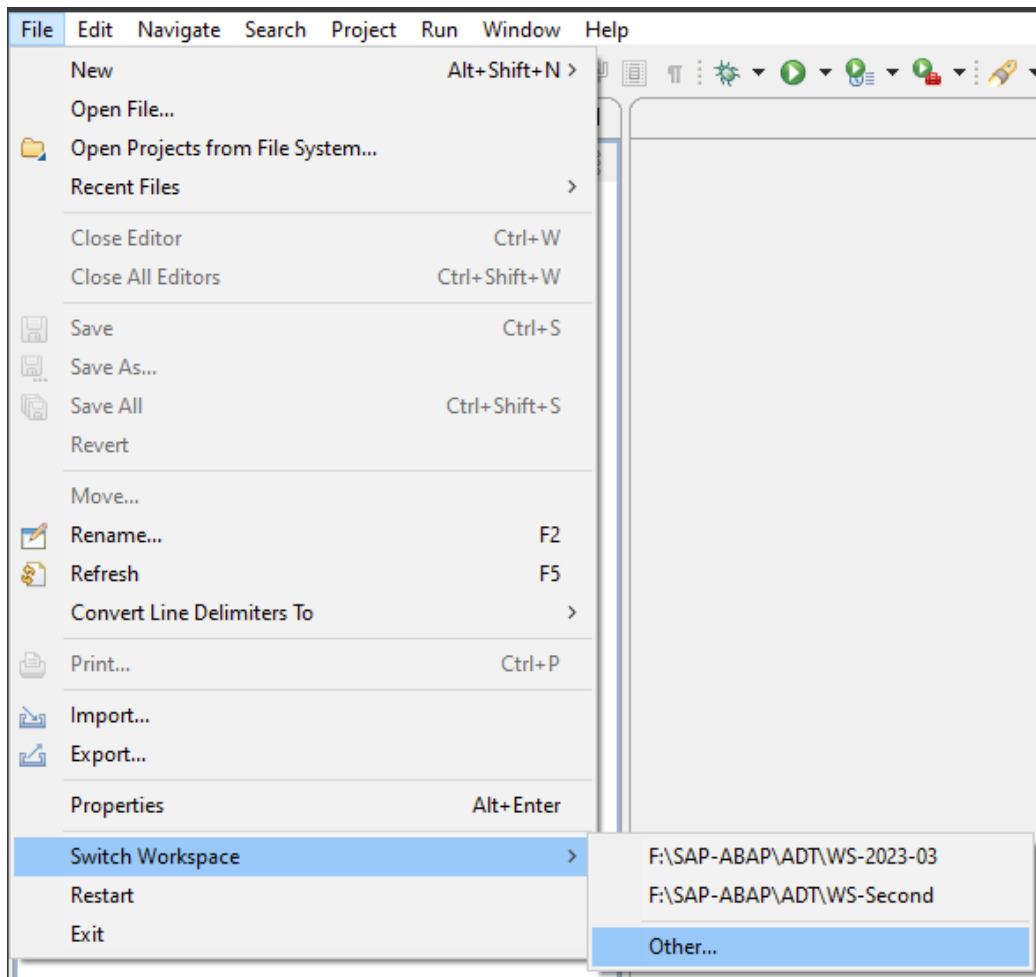 File Edit Navigate Search Project Run Window Help
New Alt+Shift+N >
Open File...
Open Projects from File System...
Recent Files >
Close Editor Ctrl+W
Close All Editors Ctrl+Shift+W
Save Ctrl+S
Save As...
Save All Ctrl+Shift+S
Revert
Move...
Rename... F2
Refresh F5
Convert Line Delimiters To >
Print... Ctrl+P
Import...
Export...
Properties Alt+Enter
Switch Workspace >
Restart
Exit
F:\SAP-ABAP\ADT\WS-2023-03
F:\SAP-ABAP\ADT\WS-Second
Other...